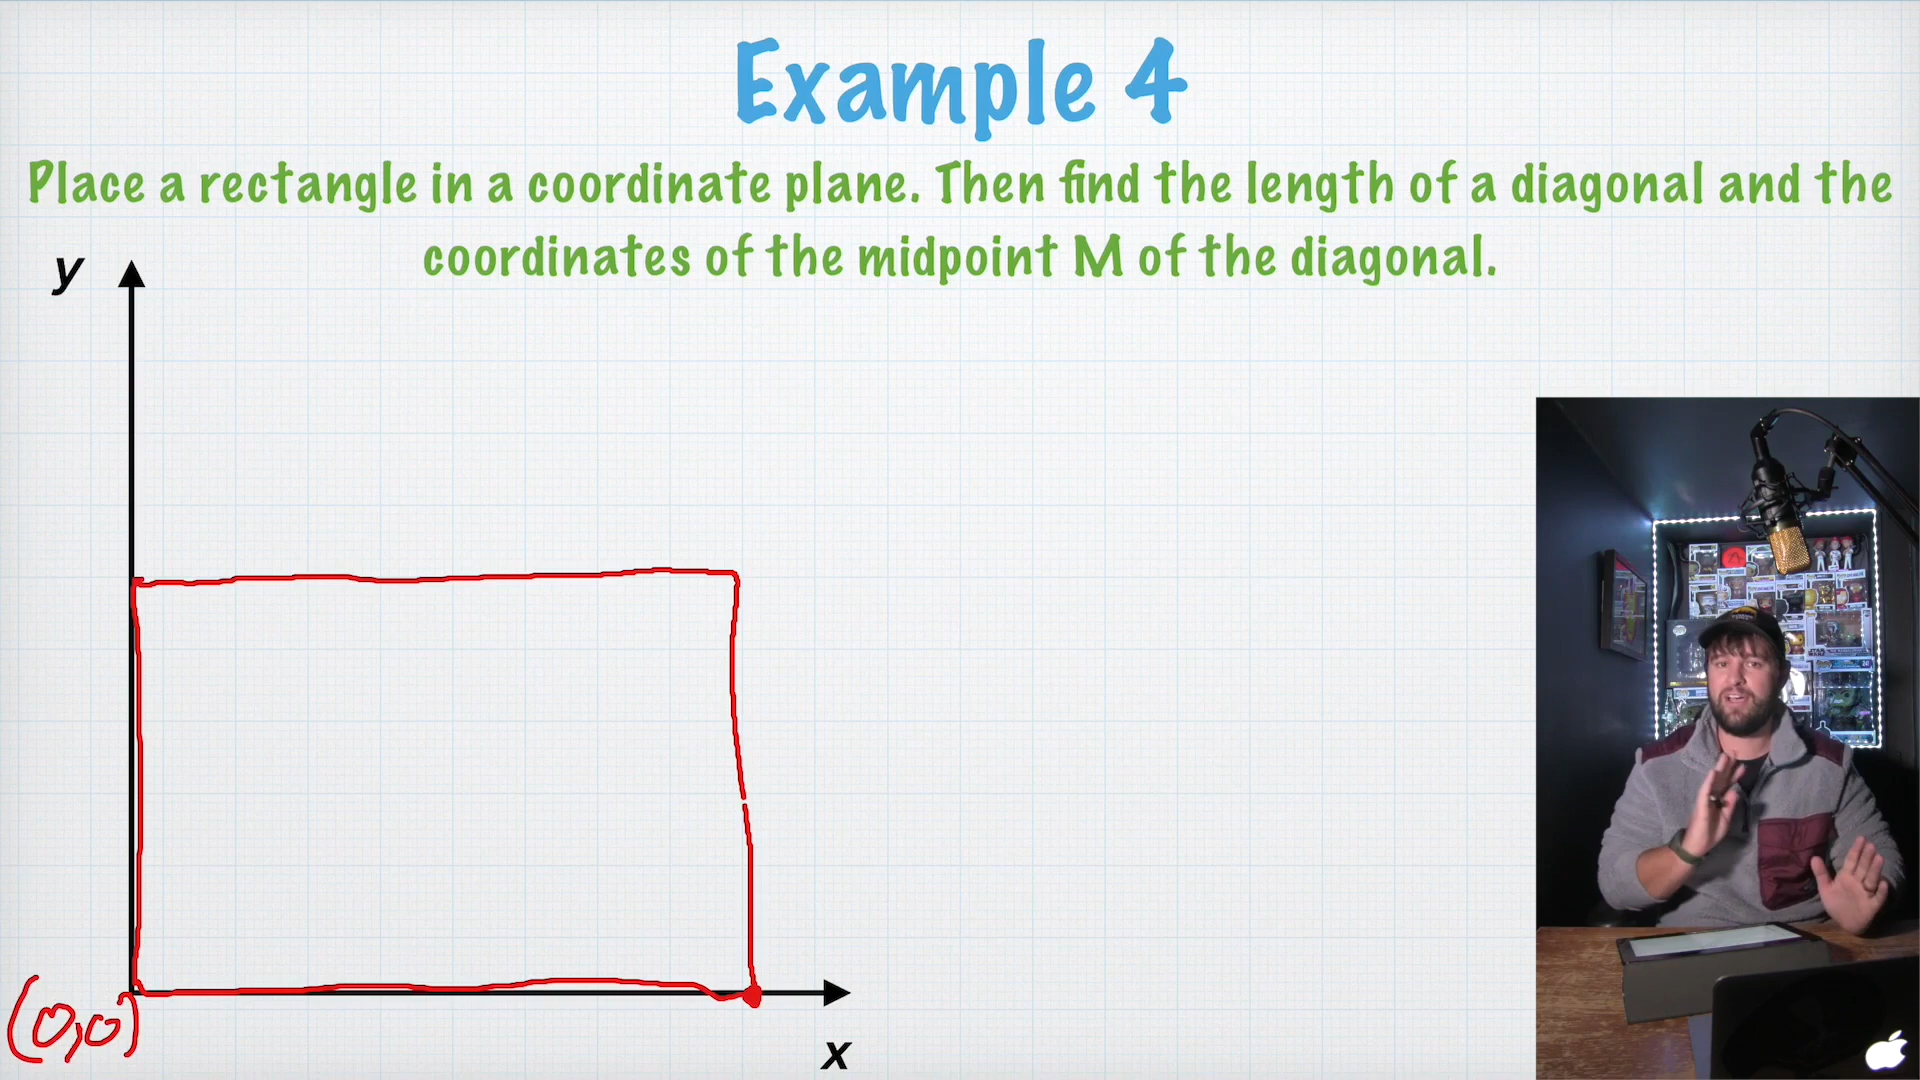 Example 4
Place a rectangle in a coordinate plane. Then find the length of a diagonal and the
coordinates of the midpoint M of the diagonal.
y
(0,0)
x